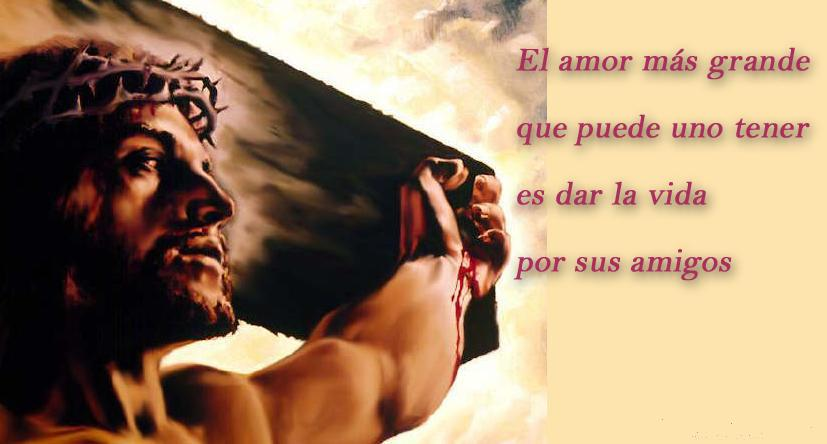 El amor más grande
que puede uno tener
es dar la vida
por sus amigos